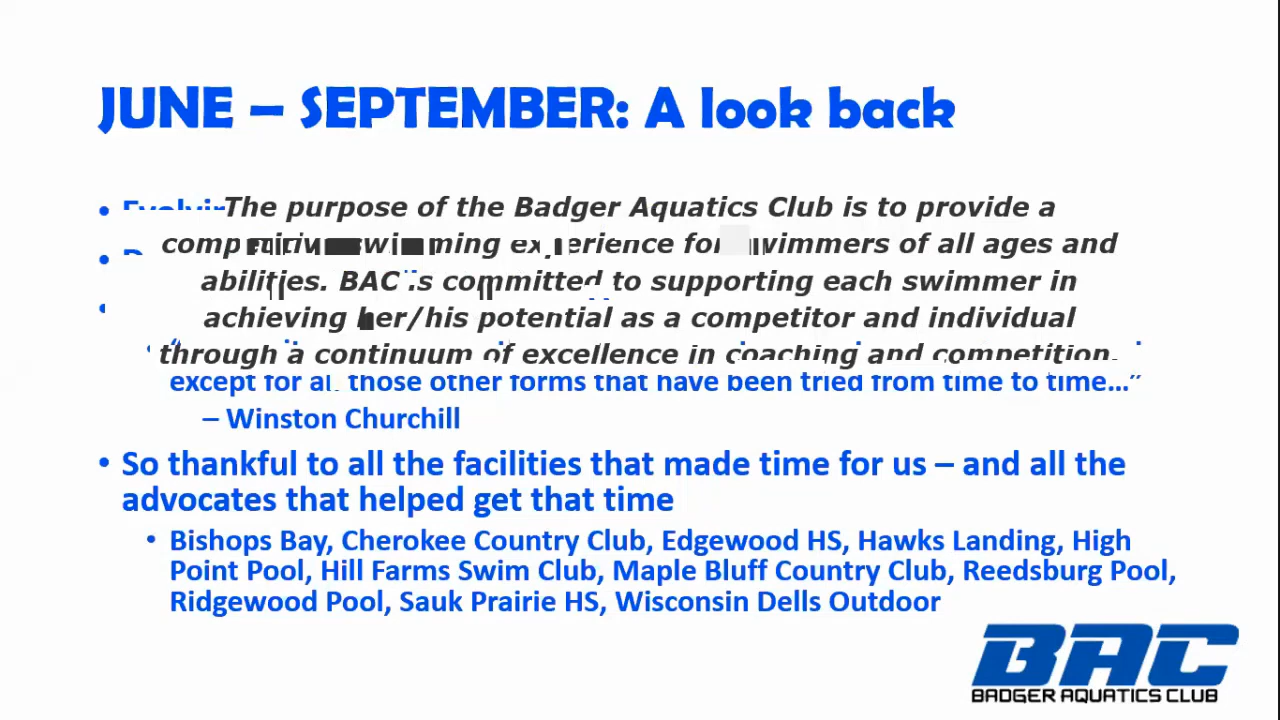 JUNE – SEPTEMBER: A look back
The purpose of the Badger Aquatics Club is to provide a
competitive swimming experience for swimmers of all ages and
abilities. BAC is committed to supporting each swimmer in
achieving her/his potential as a competitor and individual
through a continuum of excellence in coaching and competition.
except for all those other forms that have been tried from time to time…”
– Winston Churchill
• So thankful to all the facilities that made time for us – and all the
advocates that helped get that time
• Bishops Bay, Cherokee Country Club, Edgewood HS, Hawks Landing, High
Point Pool, Hill Farms Swim Club, Maple Bluff Country Club, Reedsburg Pool,
Ridgewood Pool, Sauk Prairie HS, Wisconsin Dells Outdoor
BAC
BADGER AQUATICS CLUB